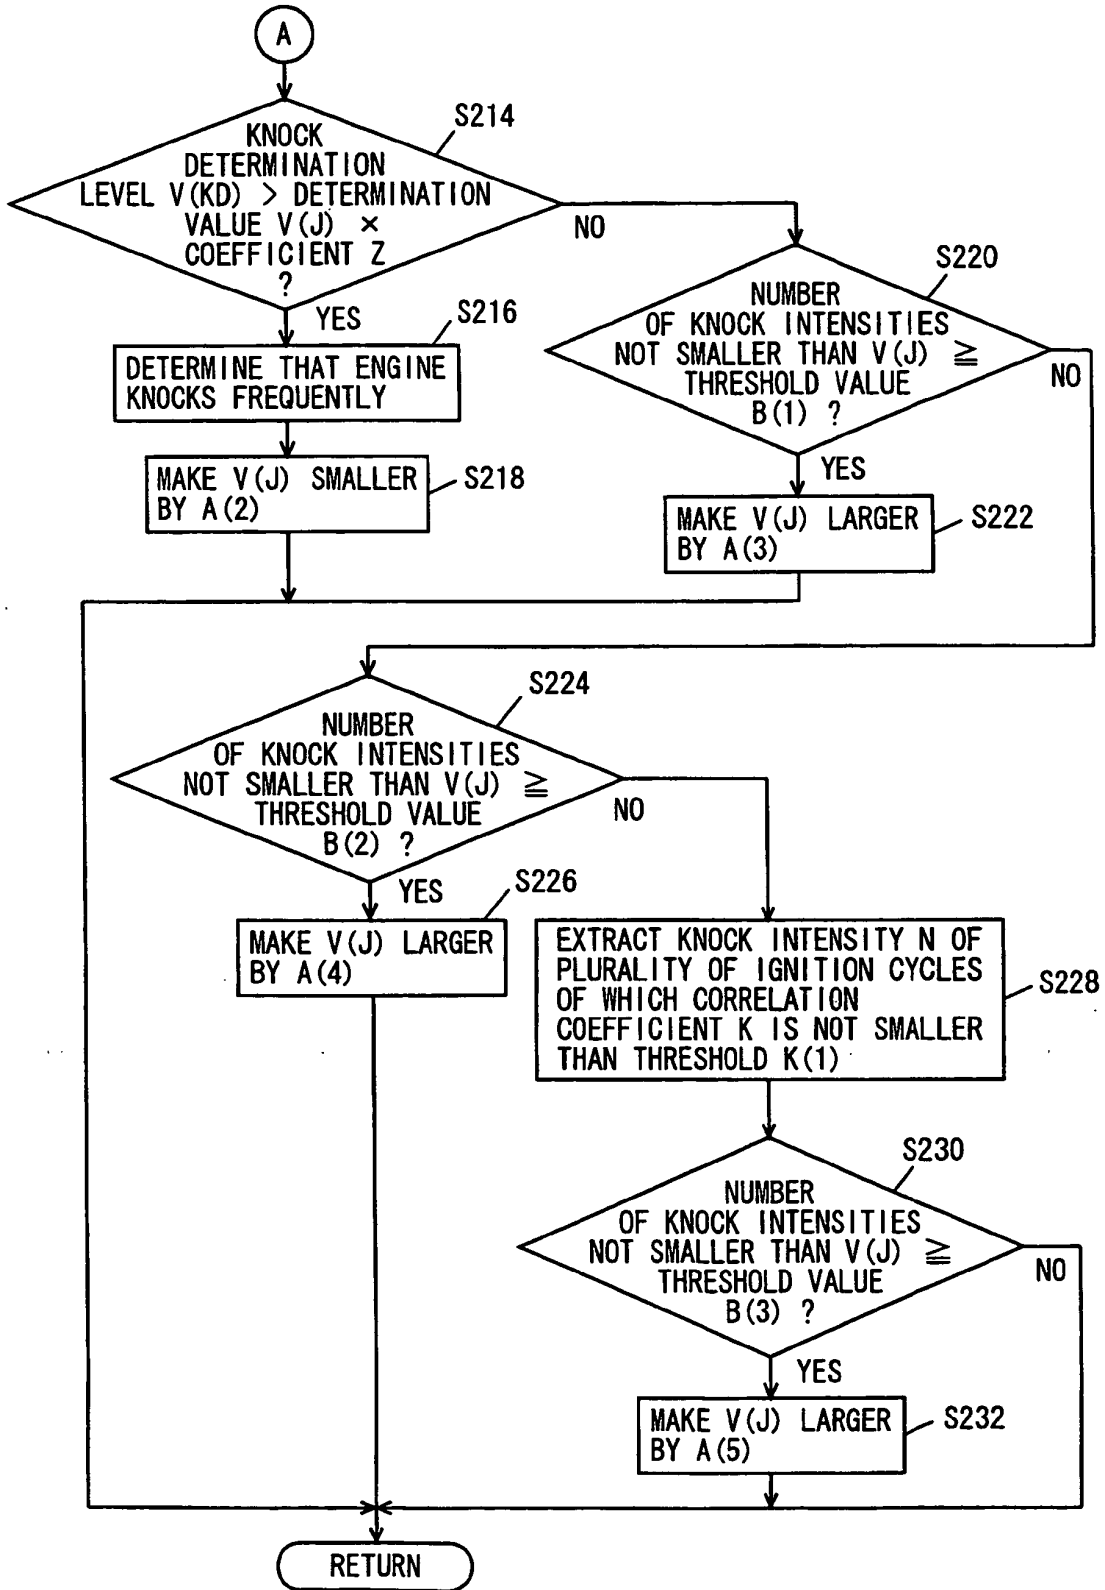 A
S214
KNOCK
DETERMINATION
LEVEL V(KD) > DETERMINATION
VALUE V(J) ×
COEFFICIENT Z
?
NO
YES
S216
DETERMINE THAT ENGINE
KNOCKS FREQUENTLY
MAKE V(J) SMALLER
BY A(2)
S218
S220
NUMBER
OF KNOCK INTENSITIES
NOT SMALLER THAN V(J) ≧
THRESHOLD VALUE
B(1) ?
NO
YES
MAKE V(J) LARGER
BY A(3)
S222
S224
NUMBER
OF KNOCK INTENSITIES
NOT SMALLER THAN V(J) ≧
THRESHOLD VALUE
B(2) ?
NO
YES
S226
MAKE V(J) LARGER
BY A(4)
EXTRACT KNOCK INTENSITY N OF
PLURALITY OF IGNITION CYCLES
OF WHICH CORRELATION
COEFFICIENT K IS NOT SMALLER
THAN THRESHOLD K(1)
S228
S230
NUMBER
OF KNOCK INTENSITIES
NOT SMALLER THAN V(J) ≧
THRESHOLD VALUE
B(3) ?
NO
YES
MAKE V(J) LARGER
BY A(5)
S232
RETURN